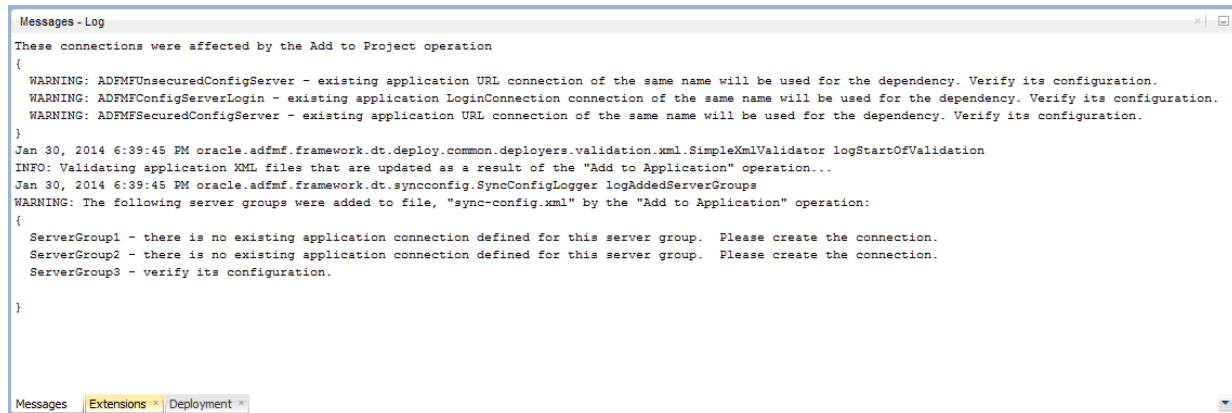 Messages - Log
These connections were affected by the Add to Project operation
{
WARNING: ADFMFUnsecuredConfigServer - existing application URL connection of the same name will be used for the dependency. Verify its configuration.
WARNING: ADFMFConfigServerLogin - existing application LoginConnection connection of the same name will be used for the dependency. Verify its configuration.
WARNING: ADFMFSecuredConfigServer - existing application URL connection of the same name will be used for the dependency. Verify its configuration.
}
Jan 30, 2014 6:39:45 PM oracle.adfmf.framework.dt.deploy.common.deployers.validation.xml.SimpleXmlValidator logStartOfValidation
INFO: Validating application XML files that are updated as a result of the "Add to Application" operation...
Jan 30, 2014 6:39:45 PM oracle.adfmf.framework.dt.syncconfig.SyncConfigLogger logAddedServerGroups
WARNING: The following server groups were added to file, "sync-config.xml" by the "Add to Application" operation:
{
ServerGroup1 - there is no existing application connection defined for this server group.  Please create the connection.
ServerGroup2 - there is no existing application connection defined for this server group.  Please create the connection.
ServerGroup3 - verify its configuration.
}
Messages Extensions Deployment